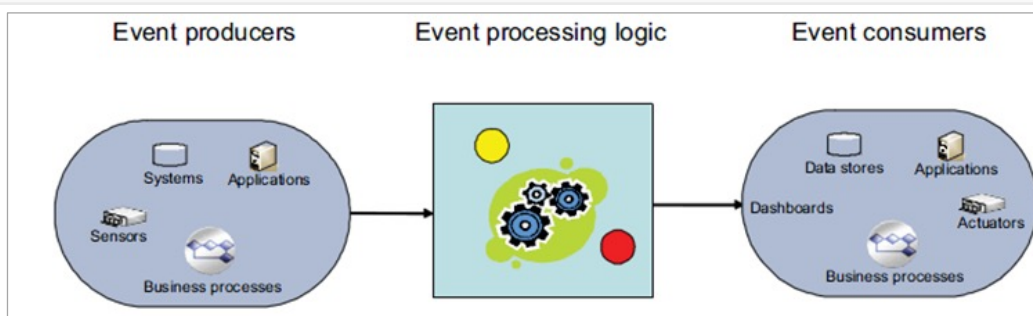 Event producers
Event processing logic
Event consumers
Systems
Applications
Sensors
Business processes
Data stores
Applications
Dashboards
Actuators
Business processes